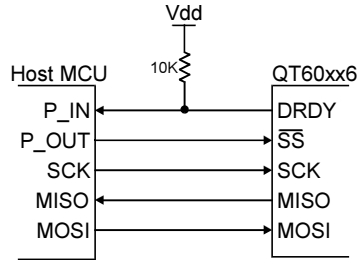 Vdd
10K
Host MCU QT60xx6
P_IN DRDY
P_OUT SS
SCK SCK
MISO MISO
MOSI MOSI